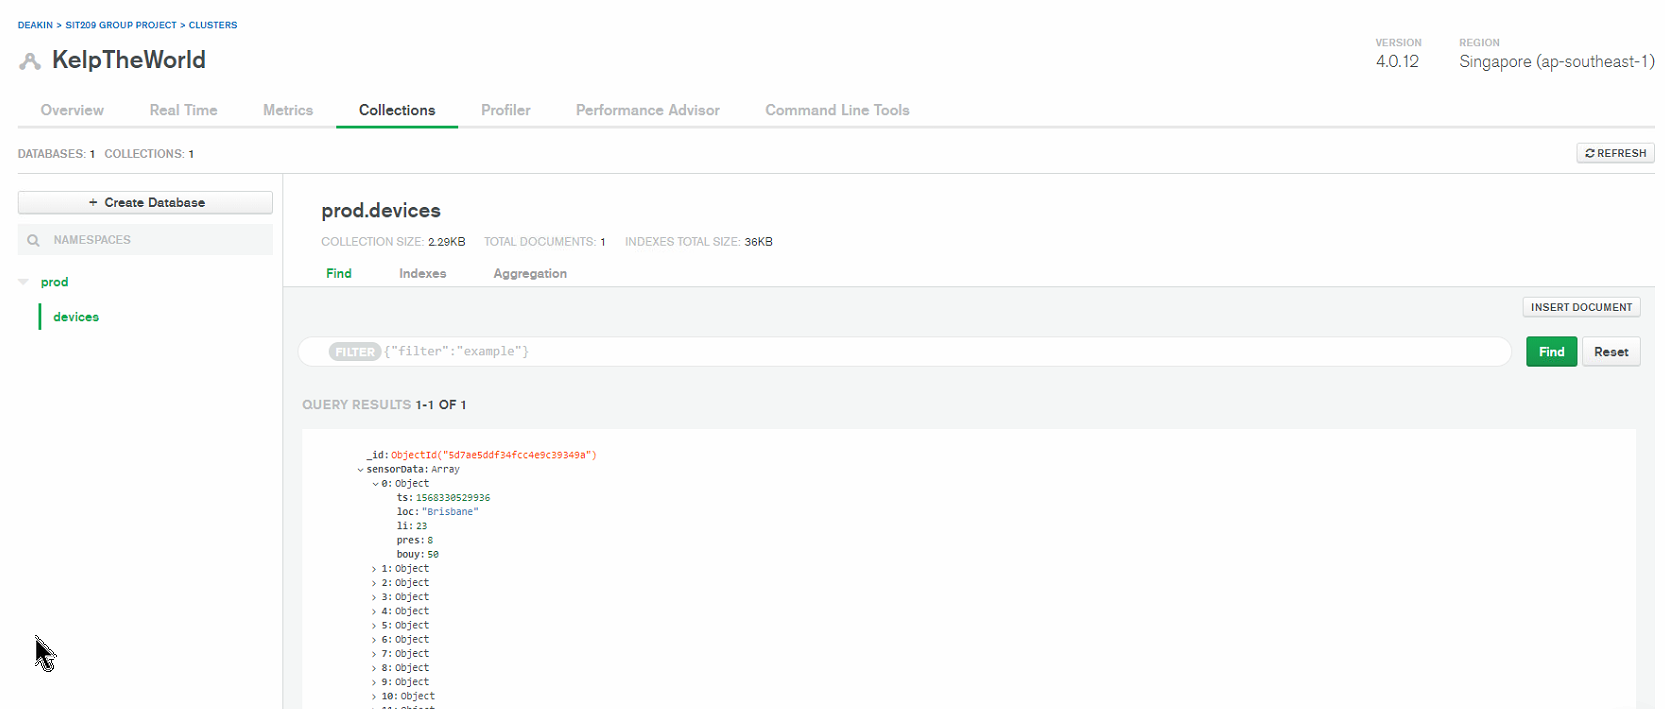 DEAKIN > SIT209 GROUP PROJECT > CLUSTERS
KelpTheWorld
VERSION
4.0.12
REGION
Singapore (ap-southeast-1)
Overview Real Time Metrics Collections Profiler Performance Advisor Command Line Tools
DATABASES: 1 COLLECTIONS: 1
REFRESH
+ Create Database
NAMESPACES
prod
devices
prod.devices
COLLECTION SIZE: 2.29KB TOTAL DOCUMENTS: 1 INDEXES TOTAL SIZE: 36KB
Find Indexes Aggregation
INSERT DOCUMENT
FILTER {"filter":"example"}
Find Reset
QUERY RESULTS 1-1 OF 1
_id: ObjectId("5d7ae5ddf34fcc4e9c39349a")
sensorData: Array
0: Object
ts: 1568330529936
loc: "Brisbane"
li: 23
pres: 8
bouy: 50
1: Object
2: Object
3: Object
4: Object
5: Object
6: Object
7: Object
8: Object
9: Object
10: Object
11: Object